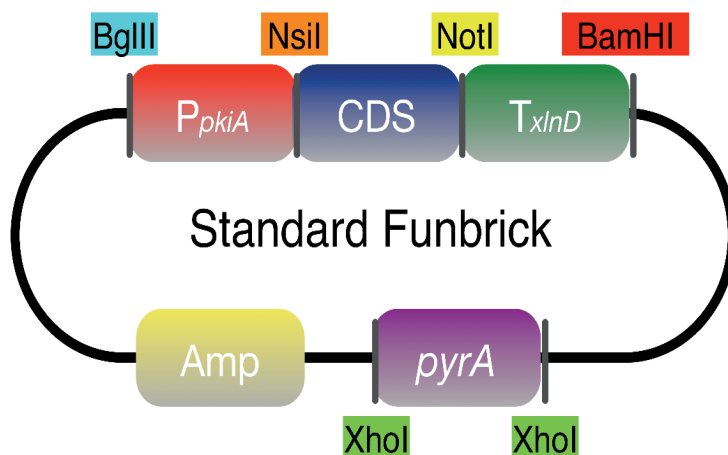 BglII NsiI NotI BamHI
PpkiA CDS TxlnD
Standard Funbrick
Amp pyrA
XhoI XhoI